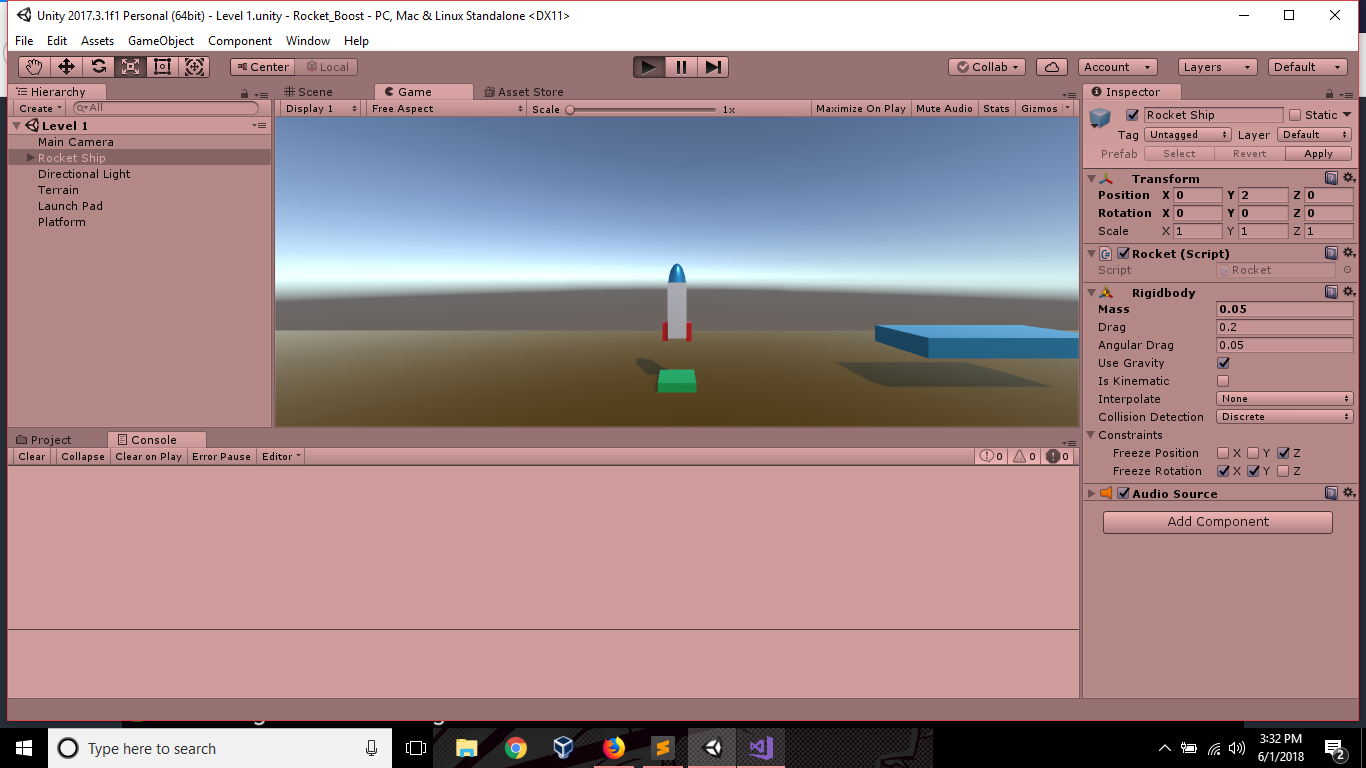 Unity 2017.3.1f1 Personal (64bit) - Level 1.unity - Rocket_Boost - PC, Mac & Linux Standalone <DX11>
File Edit Assets GameObject Component Window Help
Center Local Collab Account Layers Default
Hierarchy
Create All
Level 1
Main Camera
Rocket Ship
Directional Light
Terrain
Launch Pad
Platform
Scene Game Asset Store
Display 1 Free Aspect Scale 1x Maximize On Play Mute Audio Stats Gizmos
Inspector
Rocket Ship Static
Tag Untagged Layer Default
Prefab Select Revert Apply
Transform
Position X 0 Y 2 Z 0
Rotation X 0 Y 0 Z 0
Scale X 1 Y 1 Z 1
Rocket (Script)
Script Rocket
Rigidbody
Mass 0.05
Drag 0.2
Angular Drag 0.05
Use Gravity
Is Kinematic
Interpolate None
Collision Detection Discrete
Constraints
Freeze Position X Y Z
Freeze Rotation X Y Z
Audio Source
Add Component
Project Console
Clear Collapse Clear on Play Error Pause Editor 0 0 0
Type here to search
3:32 PM
6/1/2018
2